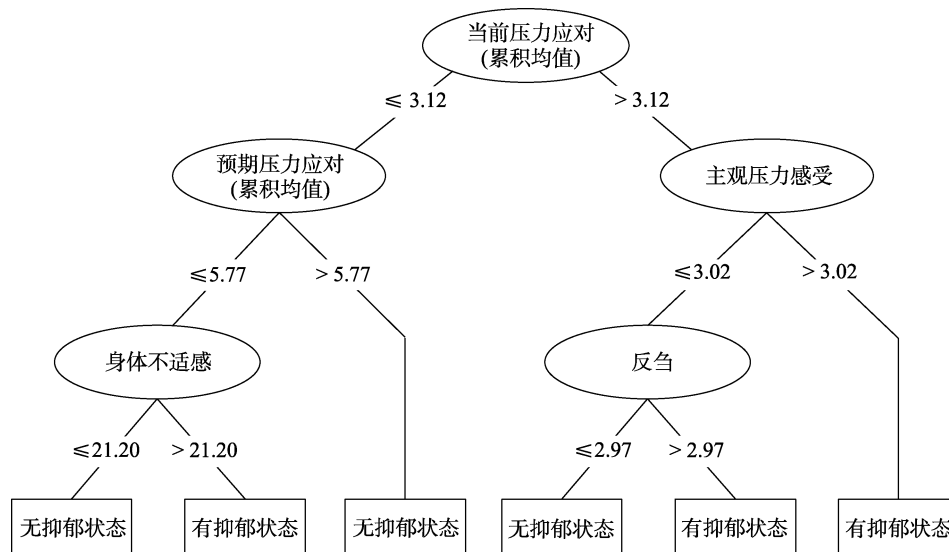 当前压力应对
(累积均值)
≤ 3.12
> 3.12
预期压力应对
(累积均值)
主观压力感受
≤5.77
> 5.77
≤3.02
> 3.02
身体不适感
反刍
≤21.20
> 21.20
≤2.97
> 2.97
无抑郁状态
有抑郁状态
无抑郁状态
无抑郁状态
有抑郁状态
有抑郁状态